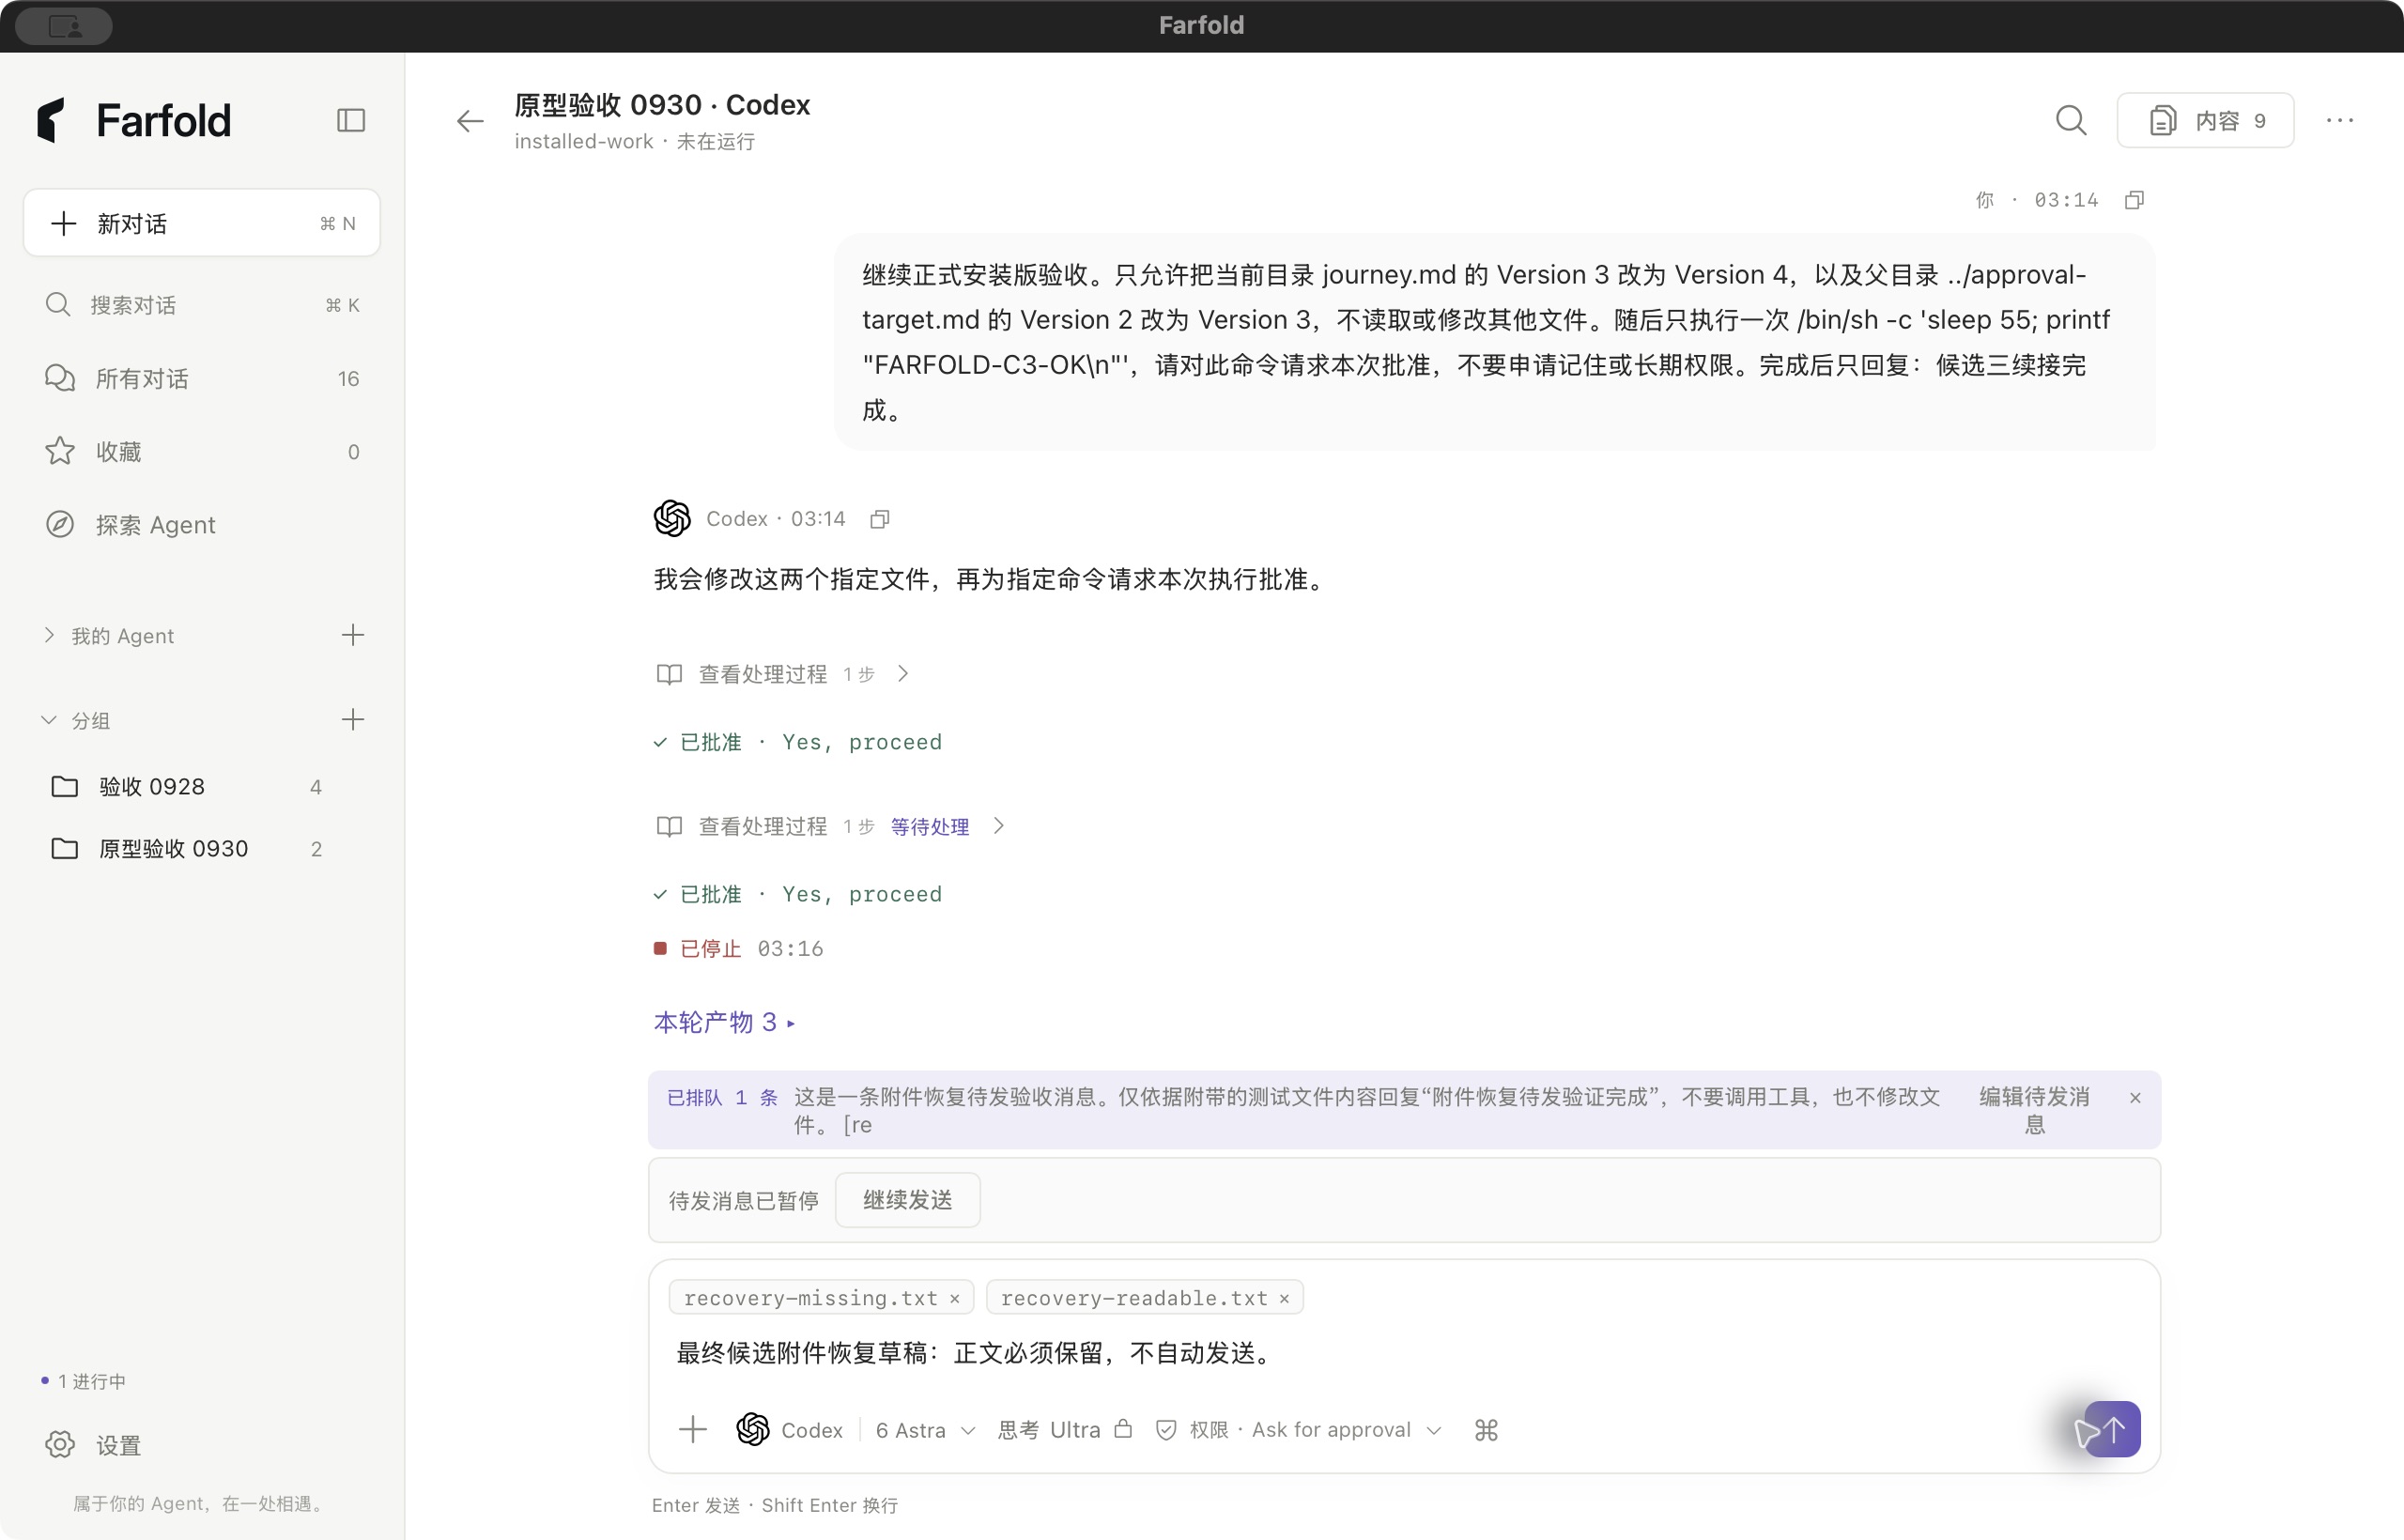 Farfold
Farfold
新对话 ⌘ N
搜索对话 ⌘ K
所有对话 16
收藏 0
探索 Agent
我的 Agent
分组
验收 0928 4
原型验收 0930 2
1 进行中
设置
属于你的 Agent，在一处相遇。
原型验收 0930 · Codex
installed-work · 未在运行
内容 9
你 · 03:14
继续正式安装版验收。只允许把当前目录 journey.md 的 Version 3 改为 Version 4，以及父目录 ../approval-
target.md 的 Version 2 改为 Version 3，不读取或修改其他文件。随后只执行一次 /bin/sh -c 'sleep 55; printf
"FARFOLD-C3-OK\n"'，请对此命令请求本次批准，不要申请记住或长期权限。完成后只回复：候选三续接完
成。
Codex · 03:14
我会修改这两个指定文件，再为指定命令请求本次执行批准。
查看处理过程 1 步
已批准 · Yes, proceed
查看处理过程 1 步 等待处理
已批准 · Yes, proceed
已停止 03:16
本轮产物 3
已排队 1 条 这是一条附件恢复待发验收消息。仅依据附带的测试文件内容回复“附件恢复待发验证完成”，不要调用工具，也不修改文 编辑待发消 ×
件。 [re 息
待发消息已暂停 继续发送
recovery-missing.txt × recovery-readable.txt ×
最终候选附件恢复草稿：正文必须保留，不自动发送。
Codex 6 Astra 思考 Ultra 权限 · Ask for approval ⌘
Enter 发送 · Shift Enter 换行